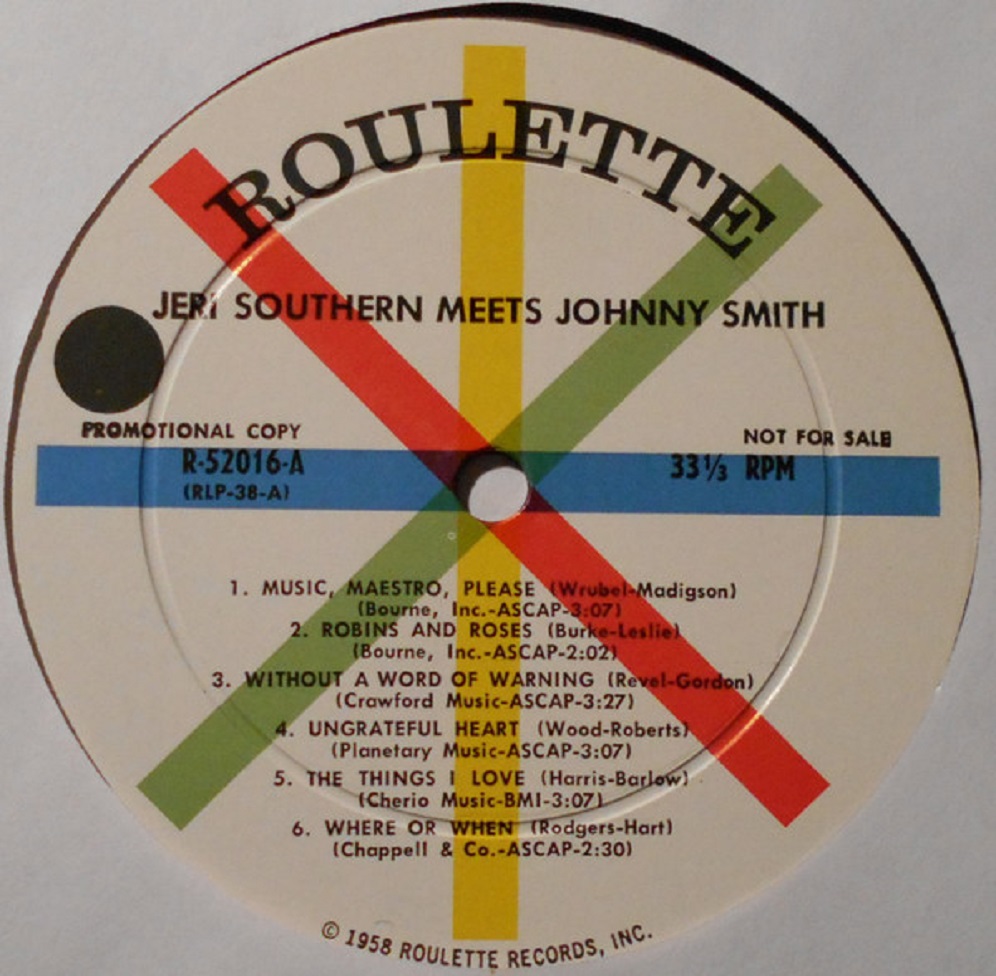 ROULETTE
JERI SOUTHERN MEETS JOHNNY SMITH
PROMOTIONAL COPY
NOT FOR SALE
R-52016-A
33⅓ RPM
(RLP-38-A)
1. MUSIC, MAESTRO, PLEASE (Wrubel-Madigson)
(Bourne, Inc.-ASCAP-3:07)
2. ROBINS AND ROSES (Burke-Leslie)
(Bourne, Inc.-ASCAP-2:02)
3. WITHOUT A WORD OF WARNING (Revel-Gordon)
(Crawford Music-ASCAP-3:27)
4. UNGRATEFUL HEART (Wood-Roberts)
(Planetary Music-ASCAP-3:07)
5. THE THINGS I LOVE (Harris-Barlow)
(Cherio Music-BMI-3:07)
6. WHERE OR WHEN (Rodgers-Hart)
(Chappell & Co.-ASCAP-2:30)
© 1958 ROULETTE RECORDS, INC.